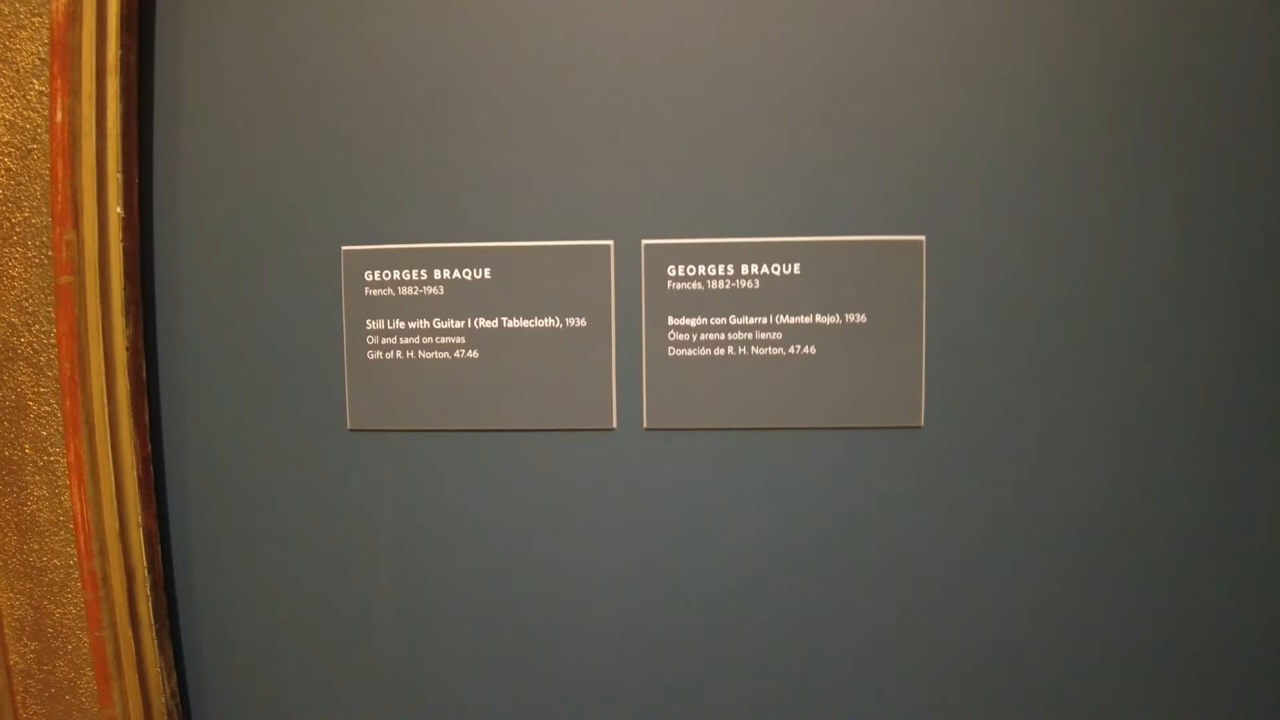 GEORGES BRAQUE
French, 1882–1963
Still Life with Guitar I (Red Tablecloth), 1936
Oil and sand on canvas
Gift of R. H. Norton, 47.46
GEORGES BRAQUE
Francés, 1882–1963
Bodegón con Guitarra I (Mantel Rojo), 1936
Óleo y arena sobre lienzo
Donación de R. H. Norton, 47.46